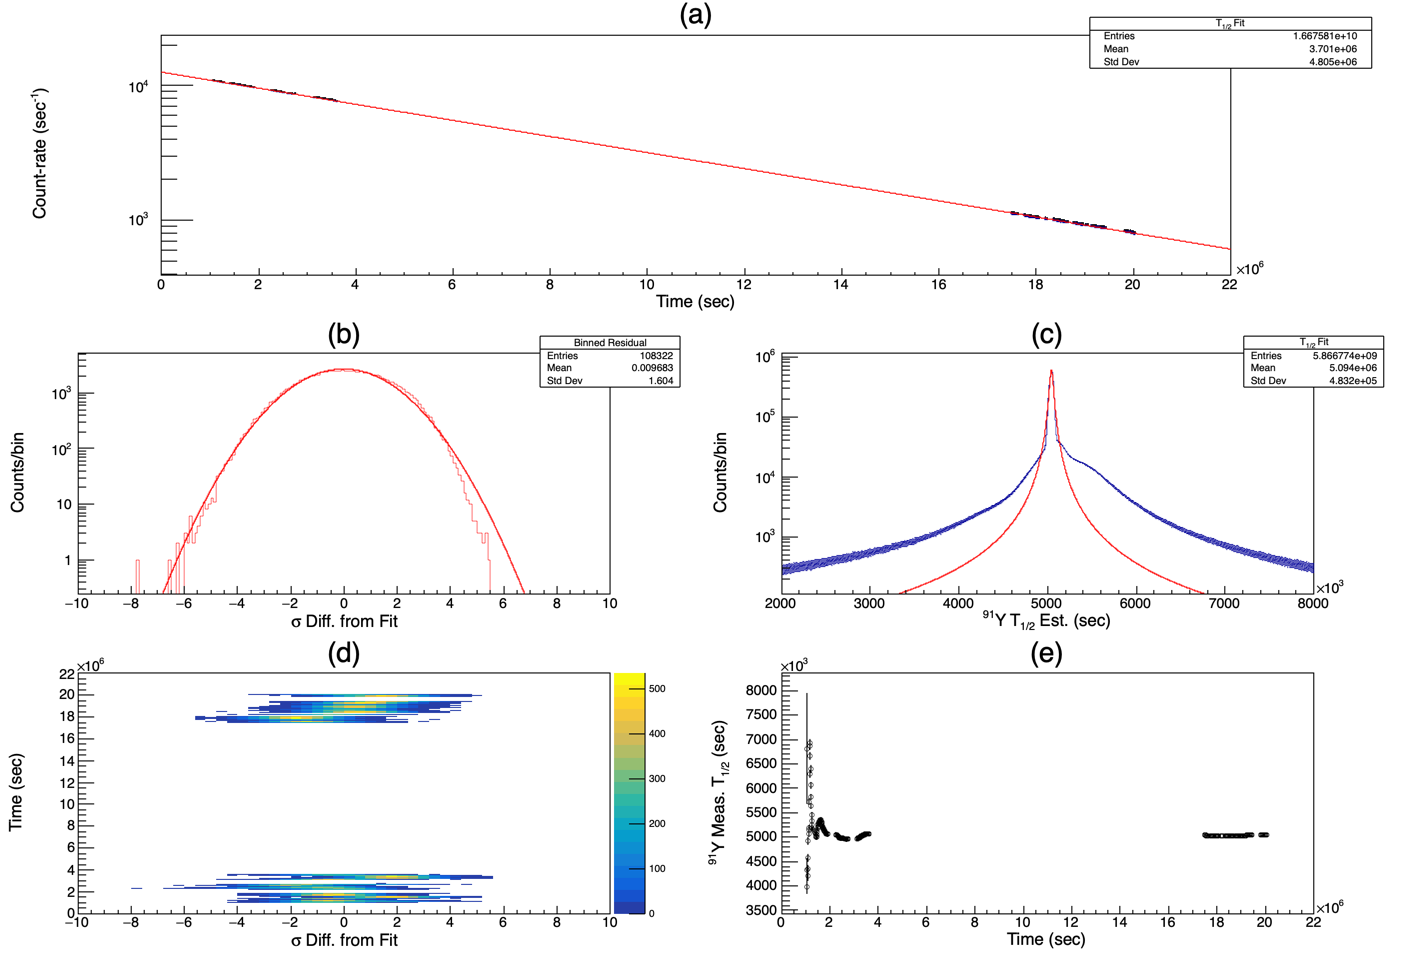 (a)
T1/2 Fit
Entries 1.667581e+10
Mean 3.701e+06
Std Dev 4.805e+06
Count-rate (sec-1)
10^4
10^3
0 2 4 6 8 10 12 14 16 18 20 22
×10^6
Time (sec)
(b)
Binned Residual
Entries 108322
Mean 0.009683
Std Dev 1.604
Counts/bin
10^3
10^2
10
1
−10 −8 −6 −4 −2 0 2 4 6 8 10
σ Diff. from Fit
(c)
T1/2 Fit
Entries 5.866774e+09
Mean 5.094e+06
Std Dev 4.832e+05
Counts/bin
10^6
10^5
10^4
10^3
2000 3000 4000 5000 6000 7000 8000
×10^3
91Y T1/2 Est. (sec)
(d)
×10^6
Time (sec)
22
20
18
16
14
12
10
8
6
4
2
0
−10 −8 −6 −4 −2 0 2 4 6 8 10
σ Diff. from Fit
500
400
300
200
100
0
(e)
×10^3
91Y Meas. T1/2 (sec)
8000
7500
7000
6500
6000
5500
5000
4500
4000
3500
0 2 4 6 8 10 12 14 16 18 20 22
×10^6
Time (sec)